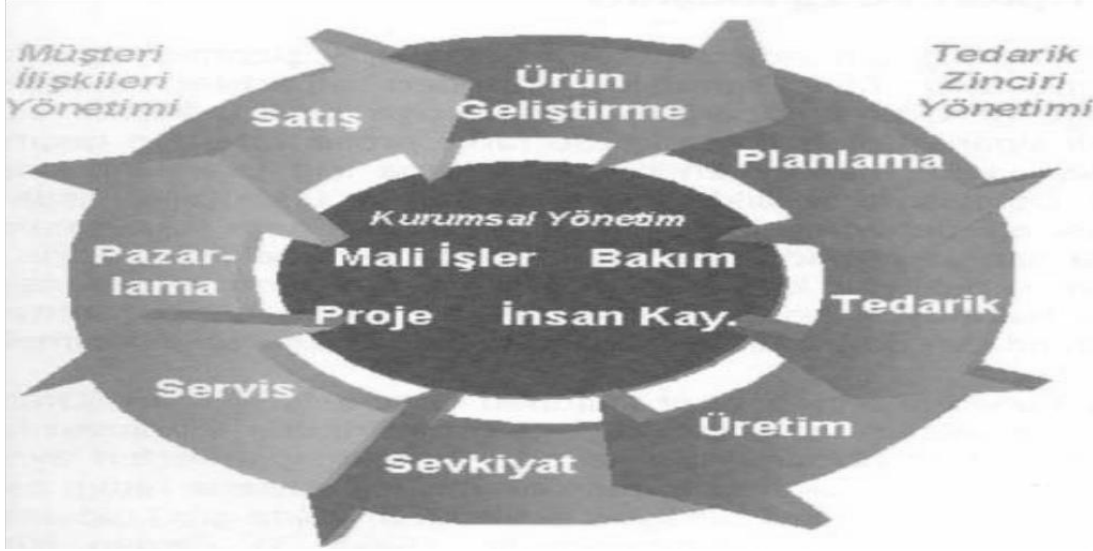 Müşteri
İlişkileri
Yönetimi
Tedarik
Zinciri
Yönetimi
Satış
Ürün
Geliştirme
Planlama
Kurumsal Yönetim
Mali İşler Bakım
Proje İnsan Kay.
Pazar-
lama
Tedarik
Servis
Üretim
Sevkiyat